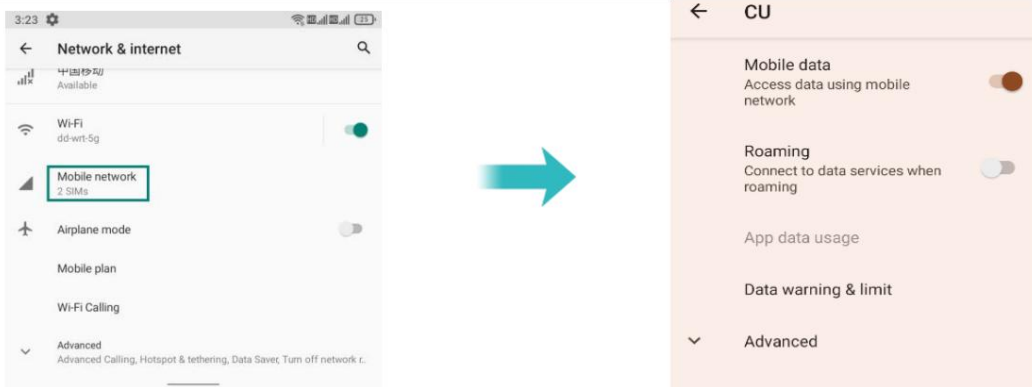 3:23
25
Network & internet
中国移动
Available
Wi-Fi
dd-wrt-5g
Mobile network
2 SIMs
Airplane mode
Mobile plan
Wi-Fi Calling
Advanced
Advanced Calling, Hotspot & tethering, Data Saver, Turn off network r..
CU
Mobile data
Access data using mobile
network
Roaming
Connect to data services when
roaming
App data usage
Data warning & limit
Advanced